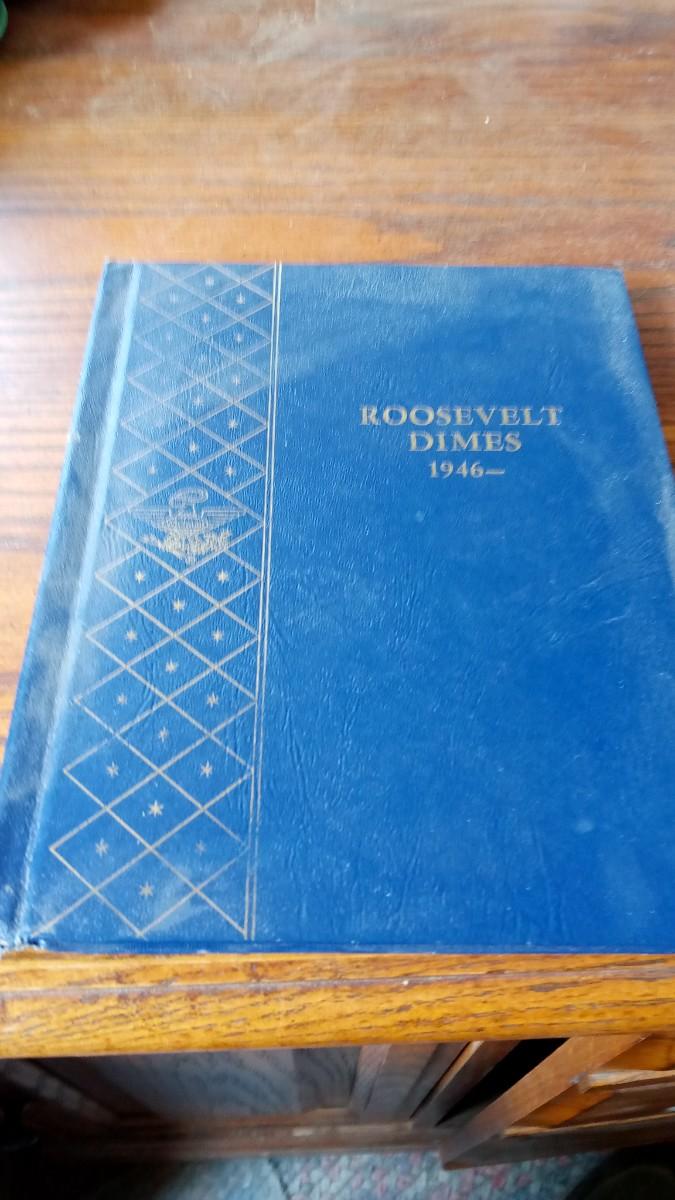 ROOSEVELT
DIMES
1946—